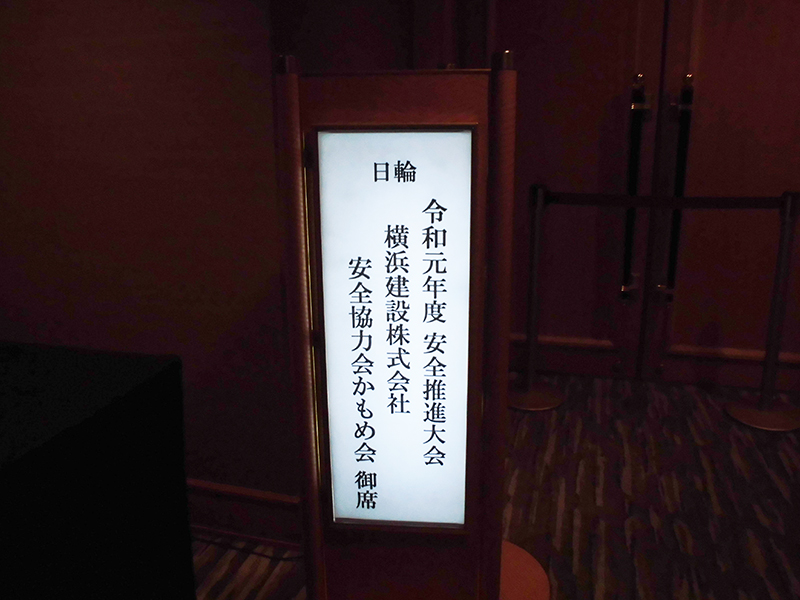 日輪
令和元年度 安全推進大会
横浜建設株式会社
安全協力会かもめ会 御席